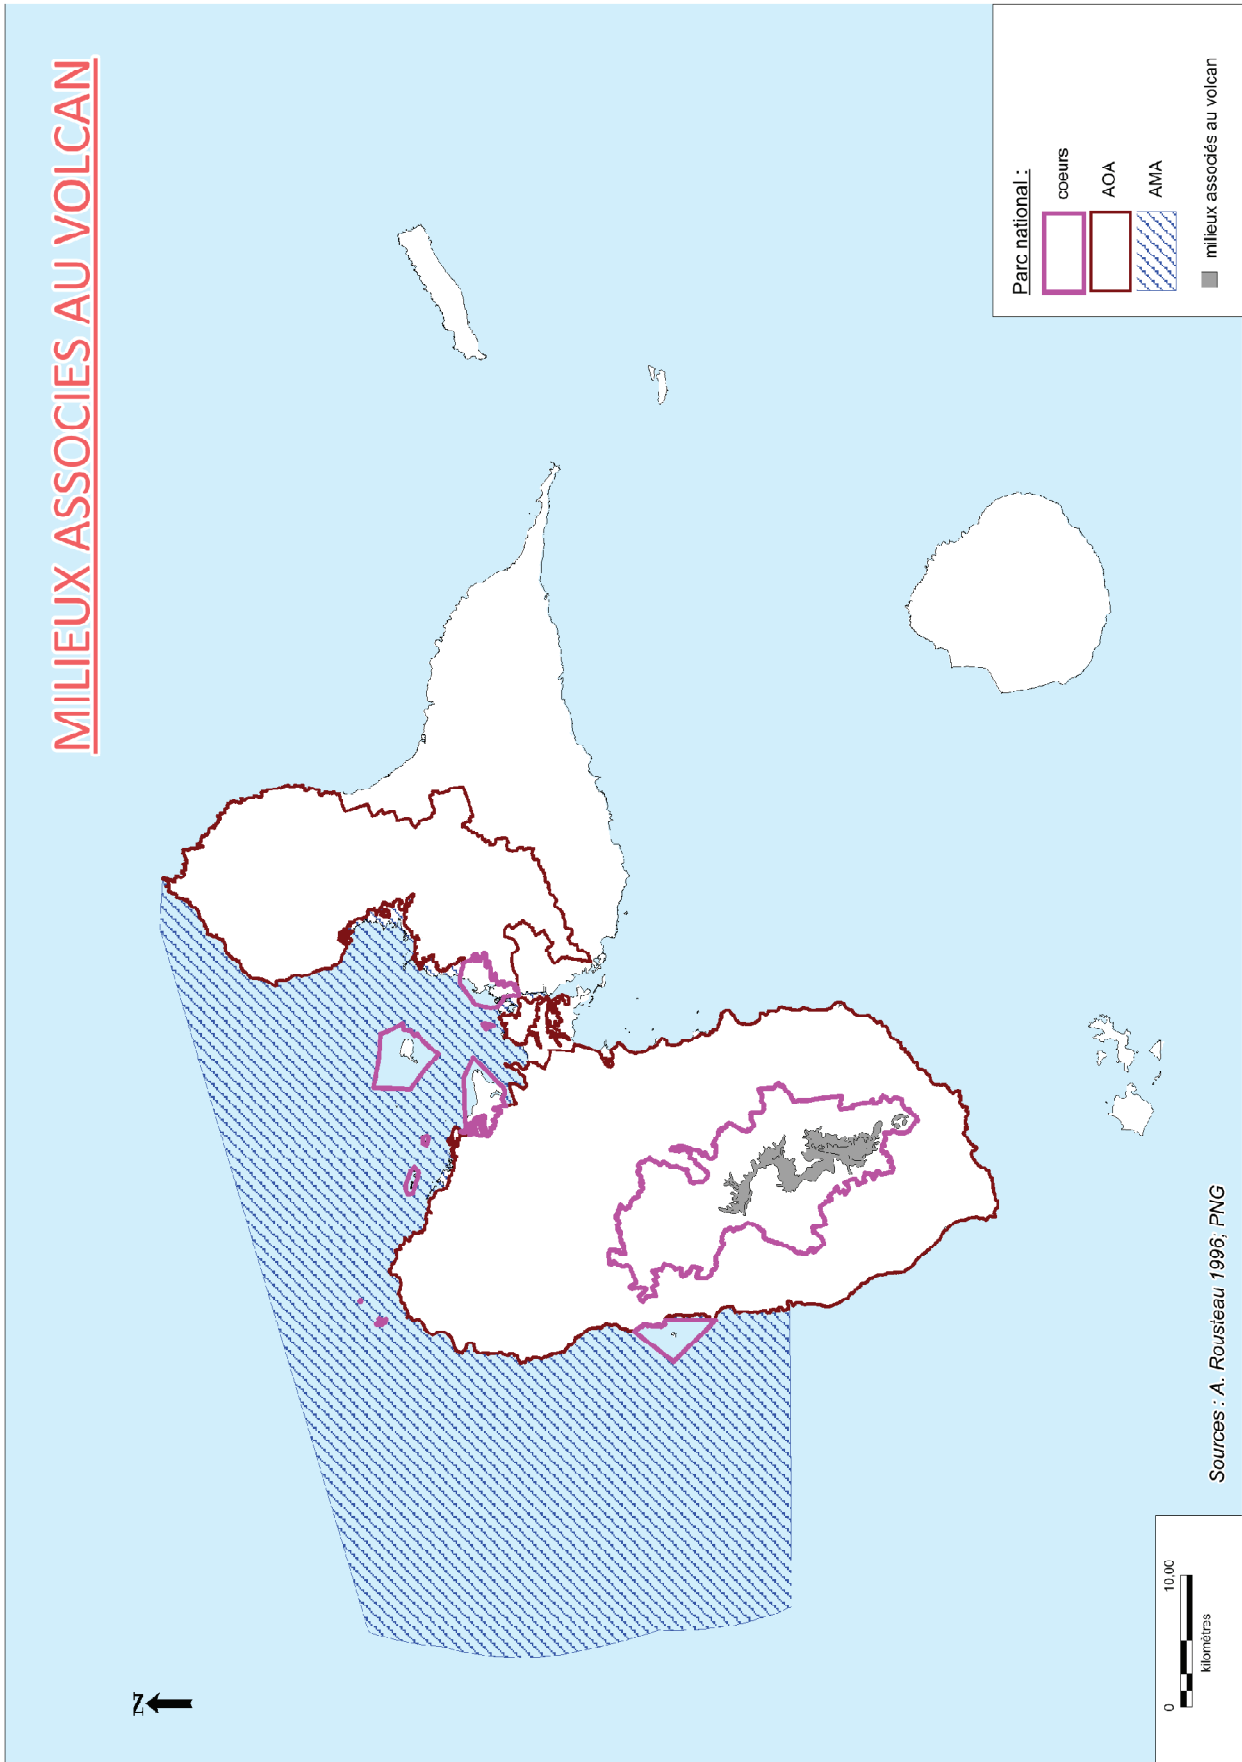 MILIEUX ASSOCIES AU VOLCAN
Parc national :
coeurs
AOA
AMA
milieux associés au volcan
N
0 10.00
kilomètres
Sources : A. Rousteau 1996, PNG